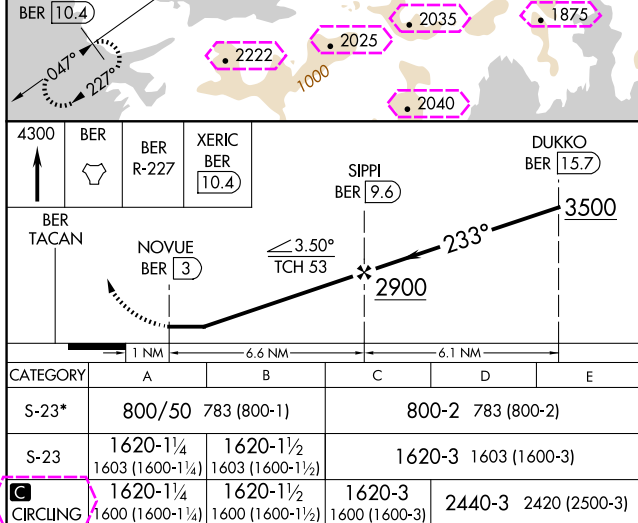 BER 10.4
047°
227°
2222
2025
2035
1875
1000
2040
4300
BER
BER
R-227
XERIC
BER
10.4
BER
TACAN
NOVUE
BER 3
3.50°
TCH 53
SIPPI
BER 9.6
2900
233°
DUKKO
BER 15.7
3500
1 NM
6.6 NM
6.1 NM
CATEGORY A B C D E
S-23* 800/50 783 (800-1) 800-2 783 (800-2)
S-23 1620-1¼ 1620-1½ 1620-3 1603 (1600-3)
1603 (1600-1¼) 1603 (1600-1½)
C CIRCLING 1620-1¼ 1620-1½ 1620-3 2440-3 2420 (2500-3)
1600 (1600-1¼) 1600 (1600-1½) 1600 (1600-3)